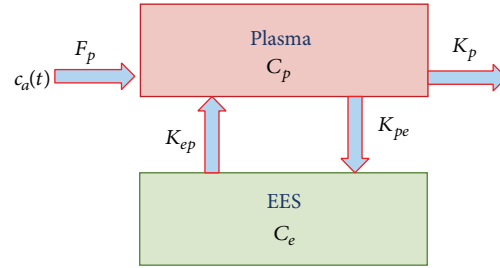 Plasma
C_p
F_p
c_a(t)
K_p
K_ep
K_pe
EES
C_e